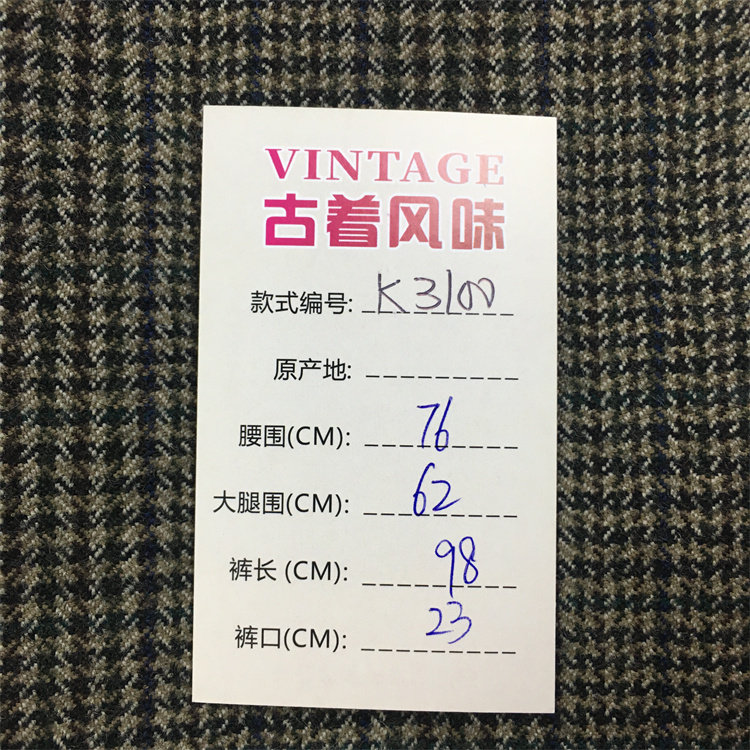 VINTAGE
古着风味
款式编号: K3100
原产地:
腰围(CM): 76
大腿围(CM): 62
裤长 (CM): 98
裤口(CM): 23